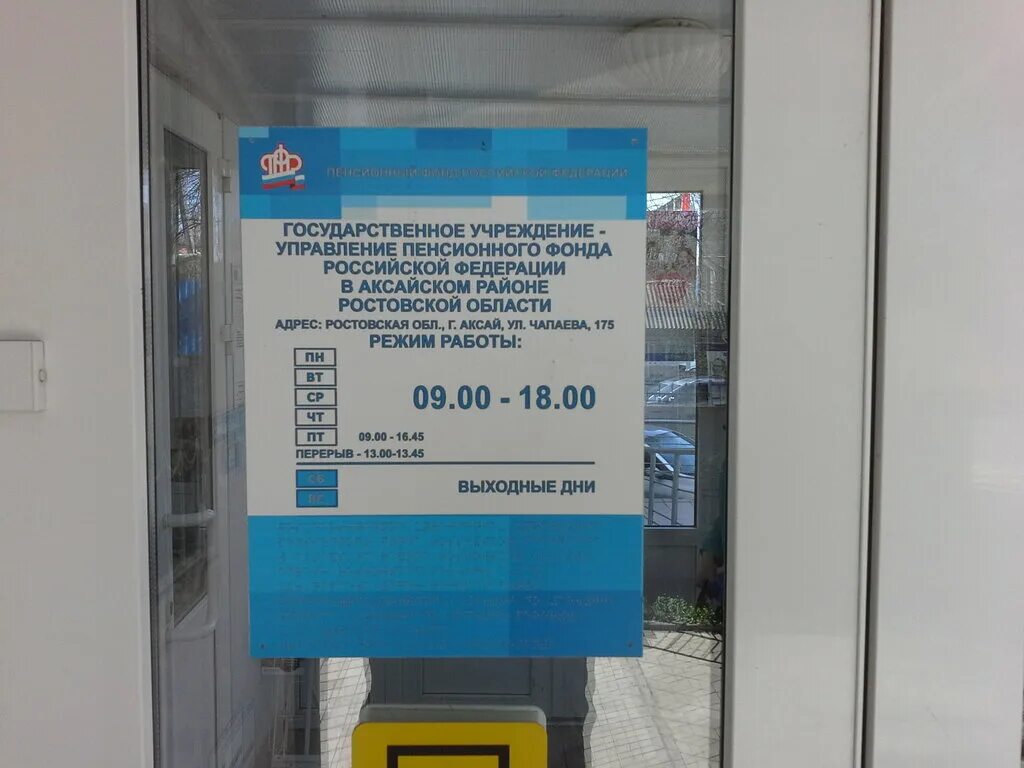 ПФР
ПЕНСИОННЫЙ ФОНД РОССИЙСКОЙ ФЕДЕРАЦИИ
ГОСУДАРСТВЕННОЕ УЧРЕЖДЕНИЕ -
УПРАВЛЕНИЕ ПЕНСИОННОГО ФОНДА
РОССИЙСКОЙ ФЕДЕРАЦИИ
В АКСАЙСКОМ РАЙОНЕ
РОСТОВСКОЙ ОБЛАСТИ
АДРЕС: РОСТОВСКАЯ ОБЛ., Г. АКСАЙ, УЛ. ЧАПАЕВА, 175
РЕЖИМ РАБОТЫ:
ПН
ВТ
СР 09.00 - 18.00
ЧТ
ПТ 09.00 - 16.45
ПЕРЕРЫВ - 13.00-13.45
СБ
ВС ВЫХОДНЫЕ ДНИ